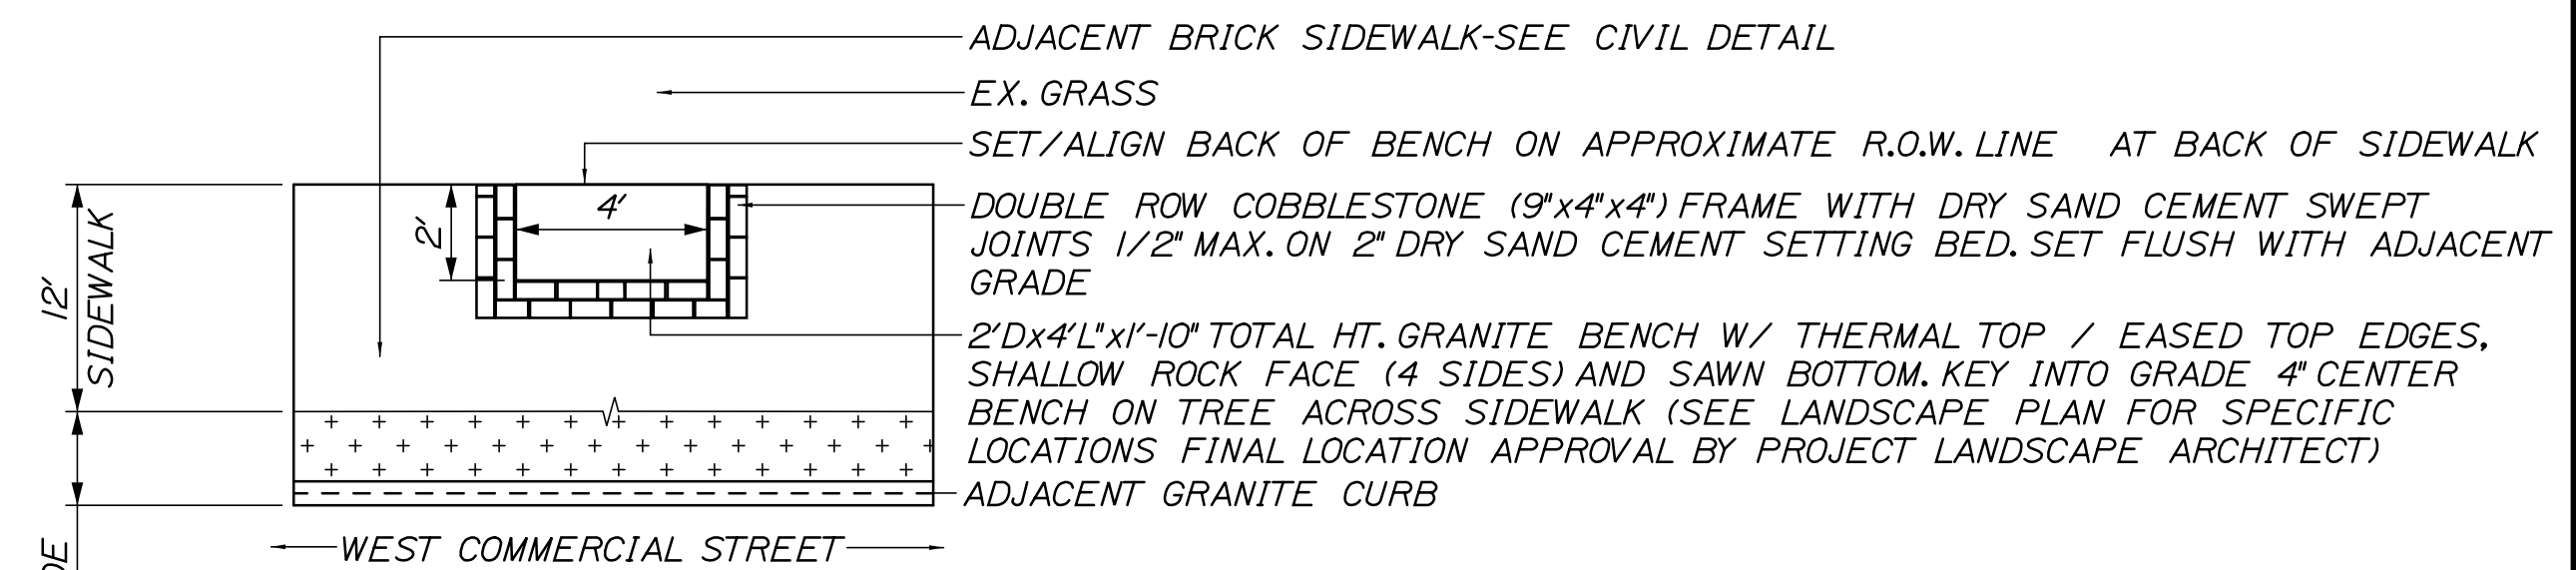 ADJACENT BRICK SIDEWALK-SEE CIVIL DETAIL
EX. GRASS
SET/ALIGN BACK OF BENCH ON APPROXIMATE R.O.W. LINE AT BACK OF SIDEWALK
DOUBLE ROW COBBLESTONE (9"x4"x4") FRAME WITH DRY SAND CEMENT SWEPT
JOINTS 1/2" MAX. ON 2" DRY SAND CEMENT SETTING BED. SET FLUSH WITH ADJACENT
GRADE
2'Dx4'L"x1'-10" TOTAL HT. GRANITE BENCH W/ THERMAL TOP / EASED TOP EDGES,
SHALLOW ROCK FACE (4 SIDES) AND SAWN BOTTOM. KEY INTO GRADE 4" CENTER
BENCH ON TREE ACROSS SIDEWALK (SEE LANDSCAPE PLAN FOR SPECIFIC
LOCATIONS FINAL LOCATION APPROVAL BY PROJECT LANDSCAPE ARCHITECT)
ADJACENT GRANITE CURB
4'
2'
12'
SIDEWALK
WEST COMMERCIAL STREET